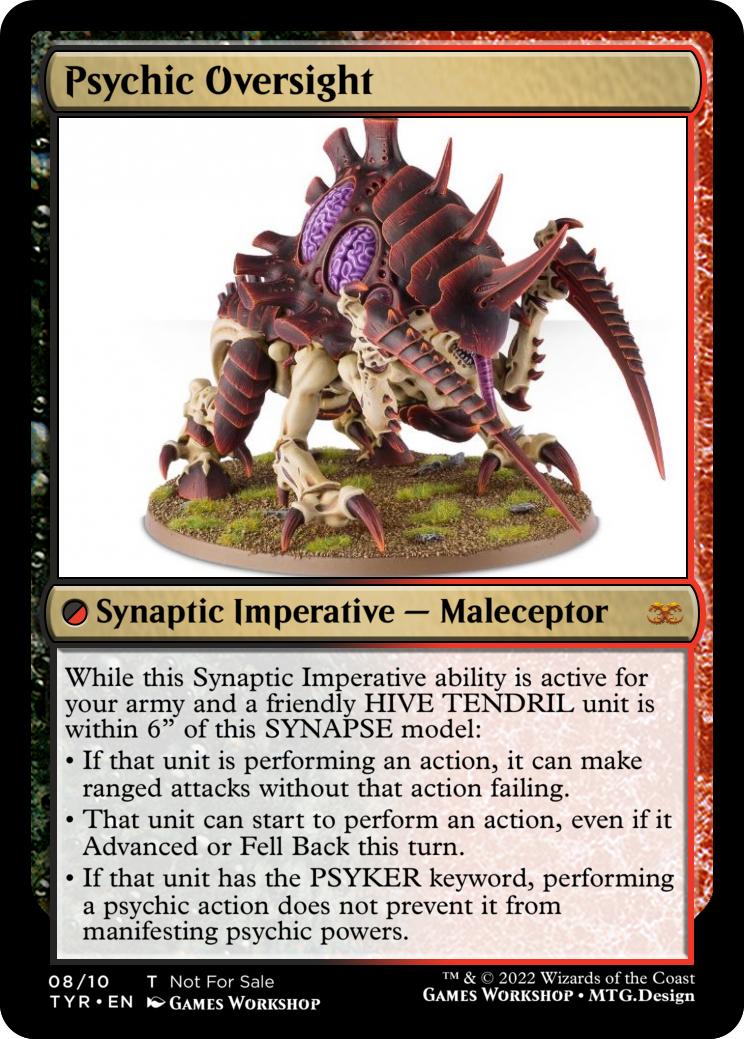 Psychic Oversight
Synaptic Imperative — Maleceptor
While this Synaptic Imperative ability is active for
your army and a friendly HIVE TENDRIL unit is
within 6” of this SYNAPSE model:
• If that unit is performing an action, it can make
ranged attacks without that action failing.
• That unit can start to perform an action, even if it
Advanced or Fell Back this turn.
• If that unit has the PSYKER keyword, performing
a psychic action does not prevent it from
manifesting psychic powers.
08/10 T Not For Sale
TYR • EN GAMES WORKSHOP
™ & © 2022 Wizards of the Coast
GAMES WORKSHOP • MTG.Design